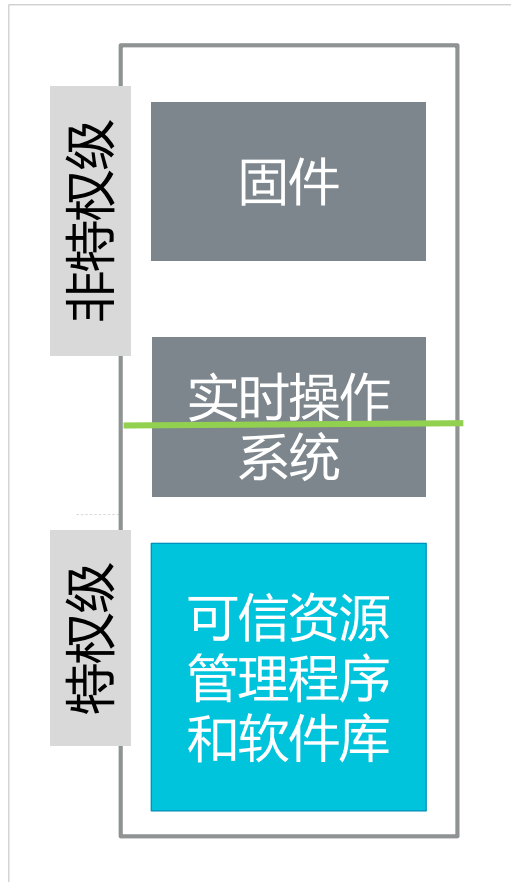 非特权级
固件
实时操作
系统
特权级
可信资源
管理程序
和软件库